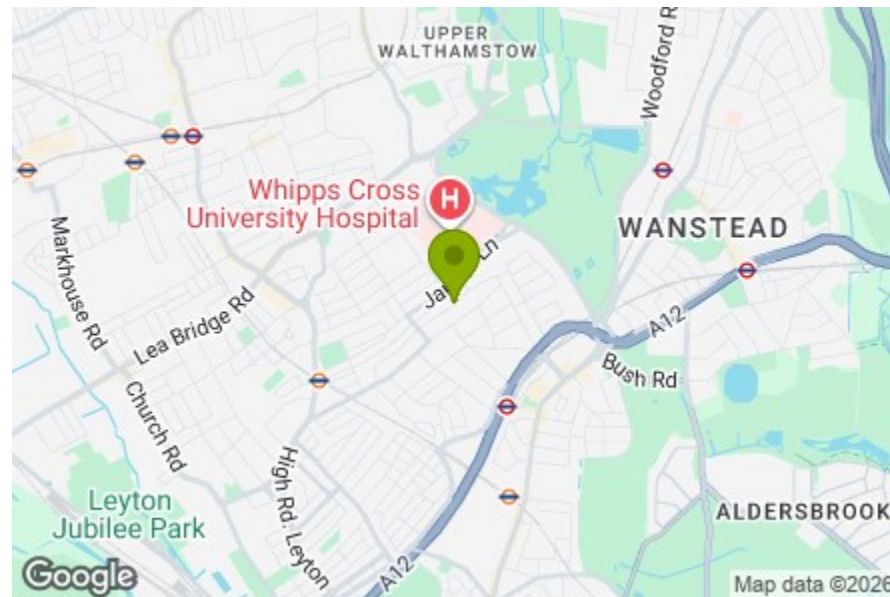 UPPER
WALTHAMSTOW
Woodford R
Whipps Cross
University Hospital
H
WANSTEAD
Markhouse Rd
Lea Bridge Rd
Ln
A12
Bush Rd
Church Rd
High Rd. Leyton
Leyton
Jubilee Park
ALDERSBROOK
A12
Google
Map data ©2026